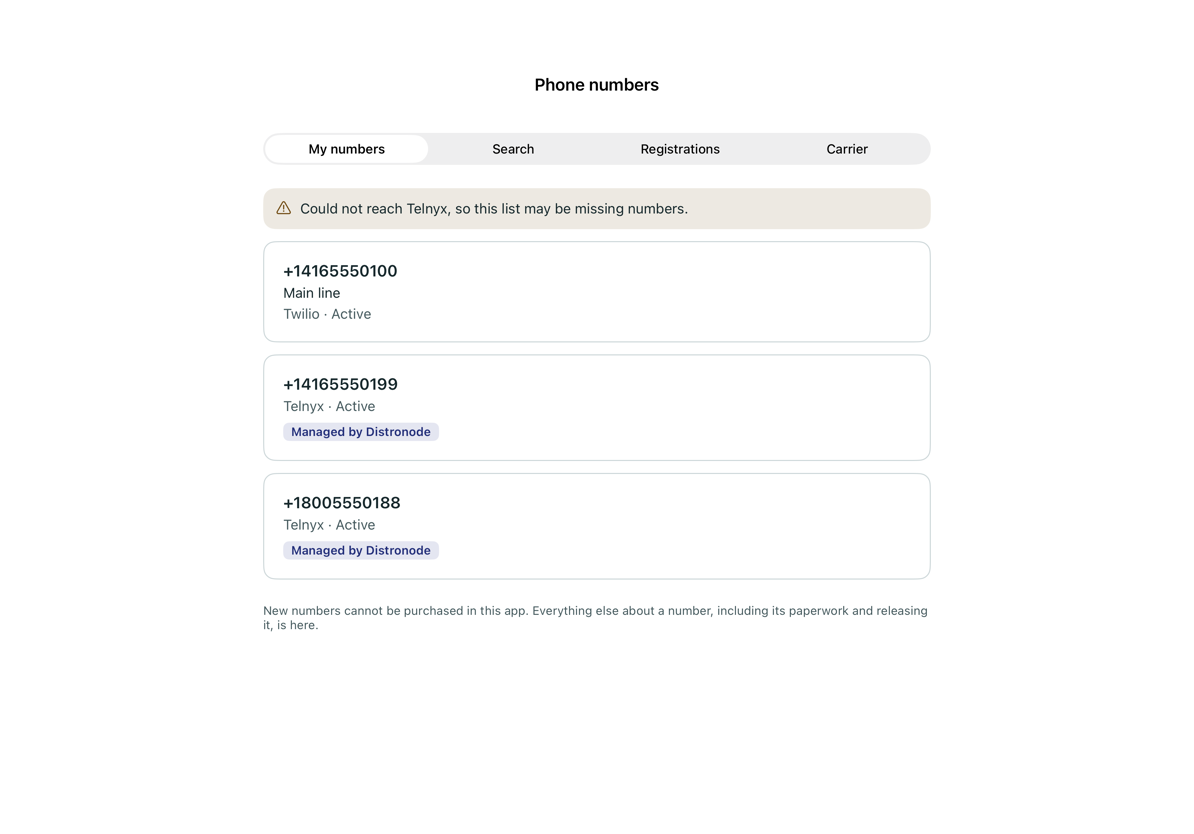 Phone numbers
My numbers
Search
Registrations
Carrier
Could not reach Telnyx, so this list may be missing numbers.
+14165550100
Main line
Twilio · Active
+14165550199
Telnyx · Active
Managed by Distronode
+18005550188
Telnyx · Active
Managed by Distronode
New numbers cannot be purchased in this app. Everything else about a number, including its paperwork and releasing
it, is here.